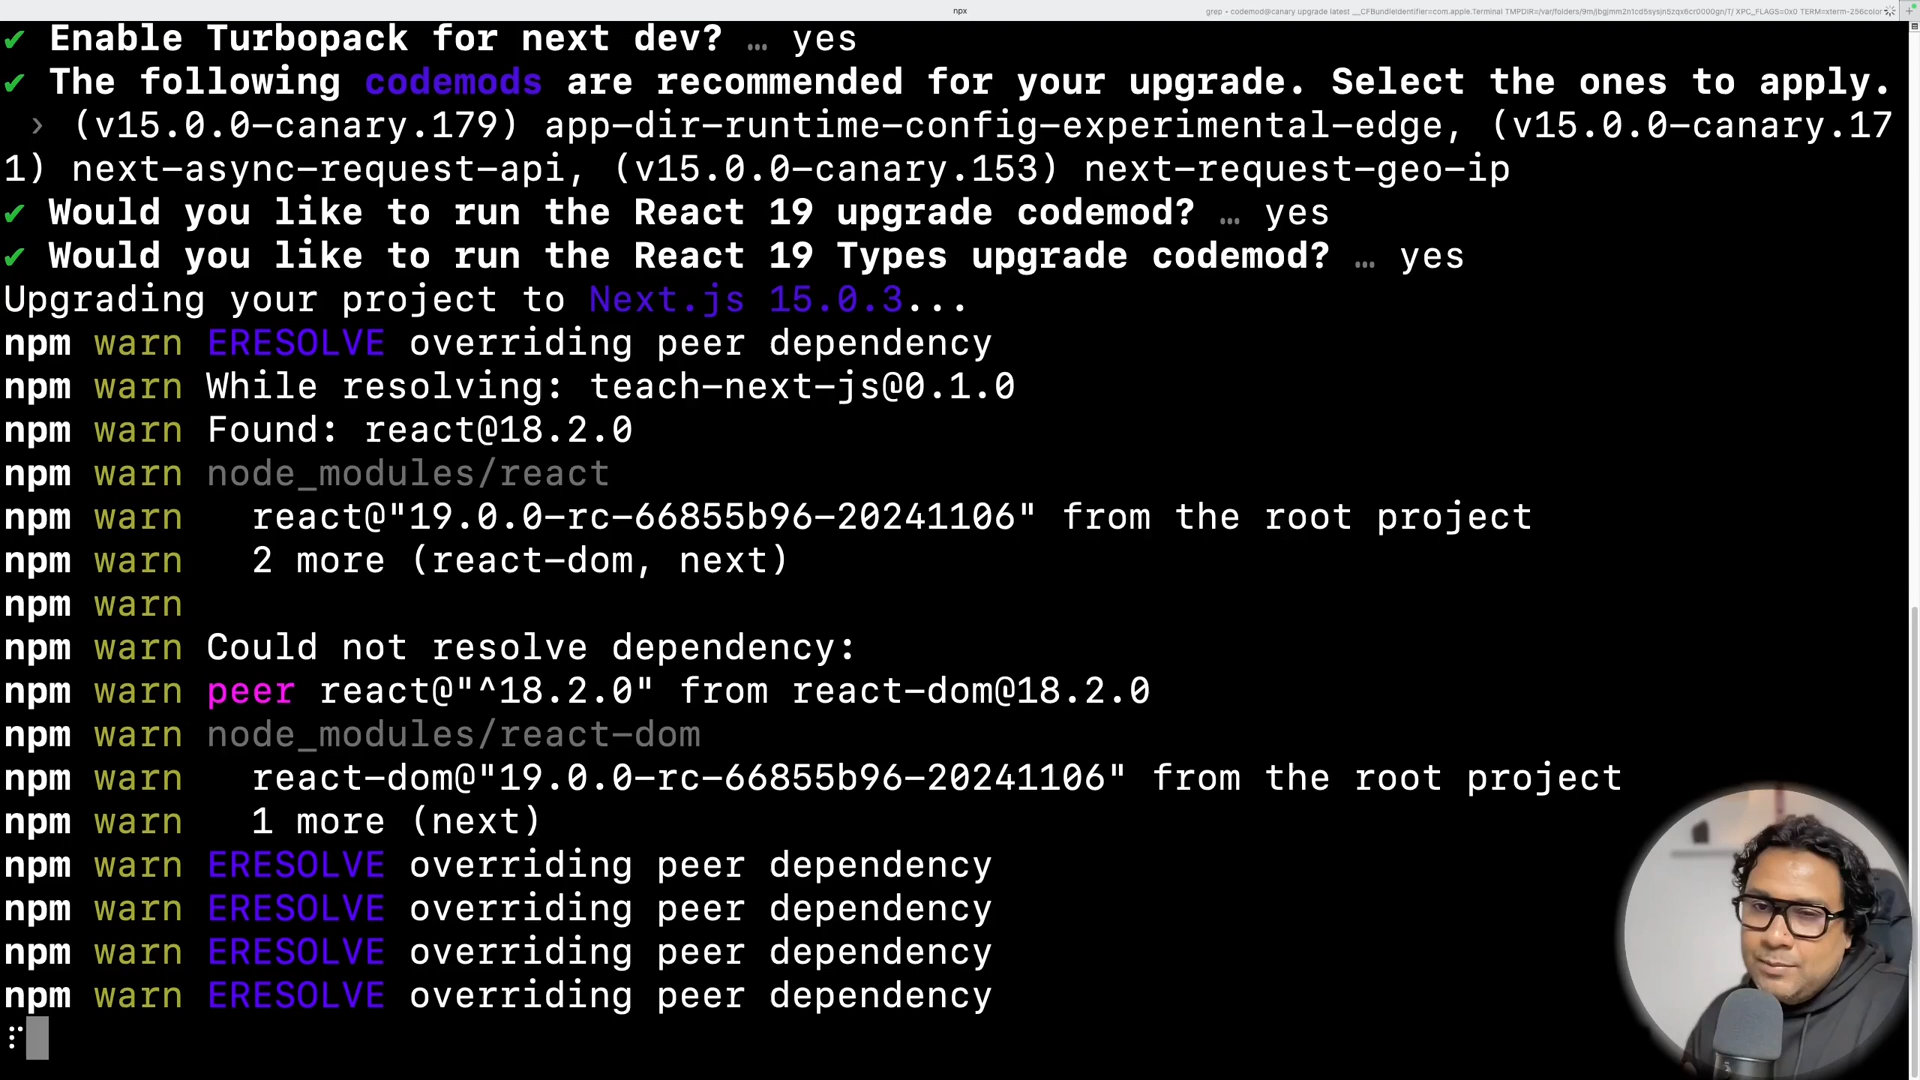 npx
✔ Enable Turbopack for next dev? … yes
✔ The following codemods are recommended for your upgrade. Select the ones to apply.
› (v15.0.0-canary.179) app-dir-runtime-config-experimental-edge, (v15.0.0-canary.17
1) next-async-request-api, (v15.0.0-canary.153) next-request-geo-ip
✔ Would you like to run the React 19 upgrade codemod? … yes
✔ Would you like to run the React 19 Types upgrade codemod? … yes
Upgrading your project to Next.js 15.0.3...
npm warn ERESOLVE overriding peer dependency
npm warn While resolving: teach-next-js@0.1.0
npm warn Found: react@18.2.0
npm warn node_modules/react
npm warn   react@"19.0.0-rc-66855b96-20241106" from the root project
npm warn   2 more (react-dom, next)
npm warn
npm warn Could not resolve dependency:
npm warn peer react@"^18.2.0" from react-dom@18.2.0
npm warn node_modules/react-dom
npm warn   react-dom@"19.0.0-rc-66855b96-20241106" from the root project
npm warn   1 more (next)
npm warn ERESOLVE overriding peer dependency
npm warn ERESOLVE overriding peer dependency
npm warn ERESOLVE overriding peer dependency
npm warn ERESOLVE overriding peer dependency